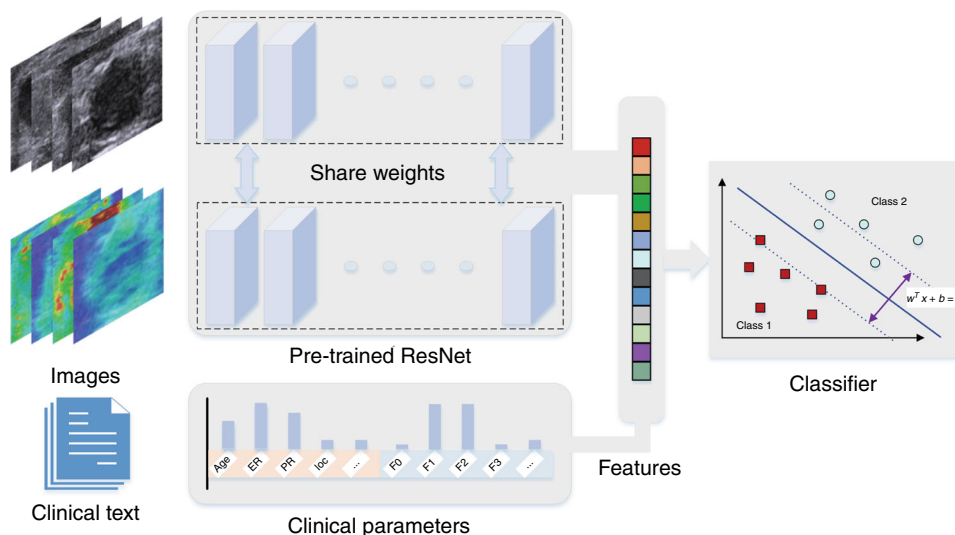 Share weights
Pre-trained ResNet
Images
Clinical text
Age ER PR loc ... F0 F1 F2 F3 ...
Clinical parameters
Features
Class 2
Class 1
w^T x + b =
Classifier